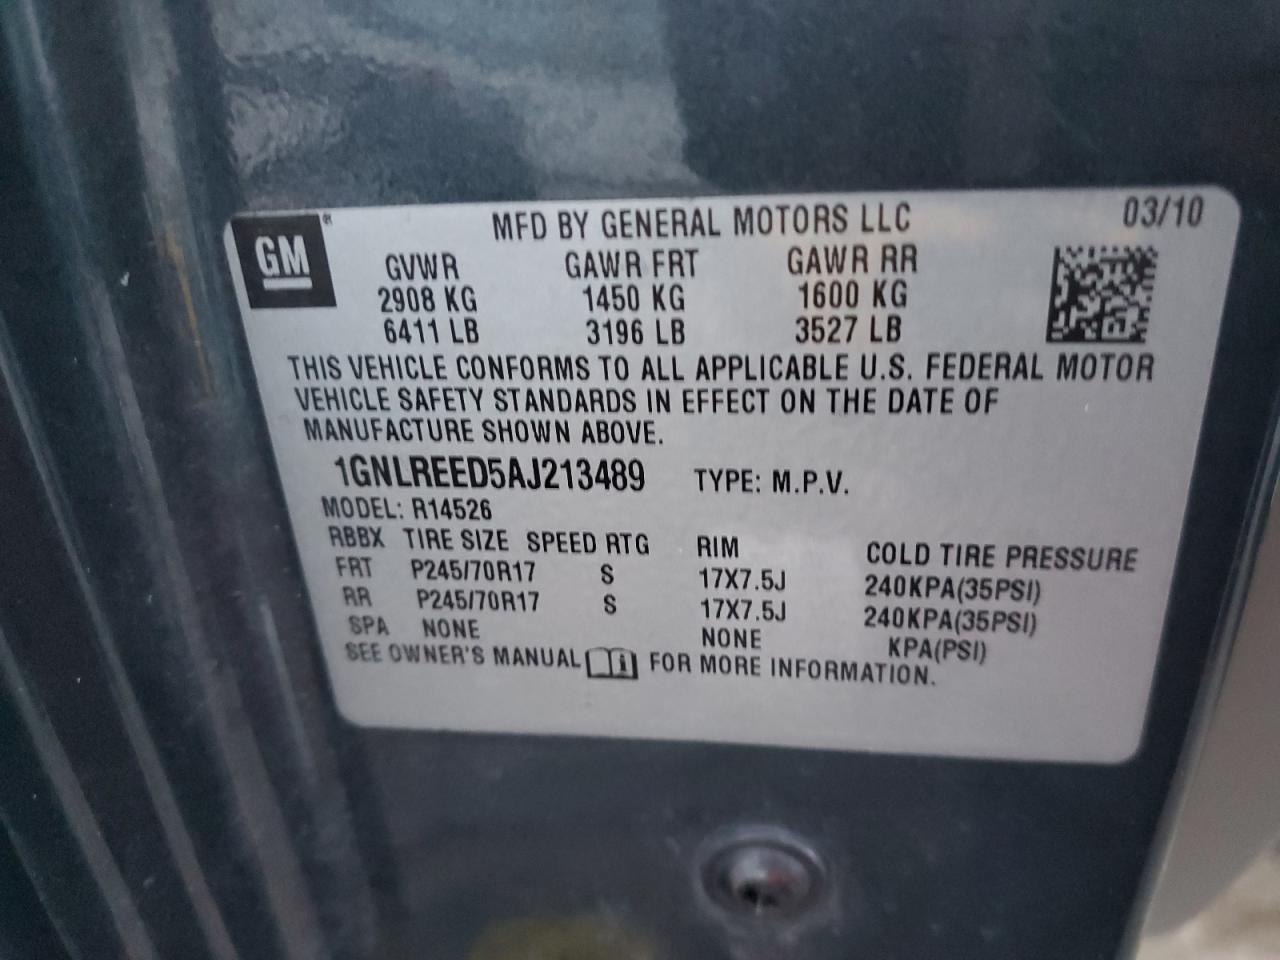 GM®
MFD BY GENERAL MOTORS LLC 03/10
GVWR GAWR FRT GAWR RR
2908 KG 1450 KG 1600 KG
6411 LB 3196 LB 3527 LB
THIS VEHICLE CONFORMS TO ALL APPLICABLE U.S. FEDERAL MOTOR
VEHICLE SAFETY STANDARDS IN EFFECT ON THE DATE OF
MANUFACTURE SHOWN ABOVE.
1GNLREED5AJ213489 TYPE: M.P.V.
MODEL: R14526
RBBX TIRE SIZE SPEED RTG RIM COLD TIRE PRESSURE
FRT P245/70R17 S 17X7.5J 240KPA(35PSI)
RR P245/70R17 S 17X7.5J 240KPA(35PSI)
SPA NONE NONE KPA(PSI)
SEE OWNER'S MANUAL FOR MORE INFORMATION.